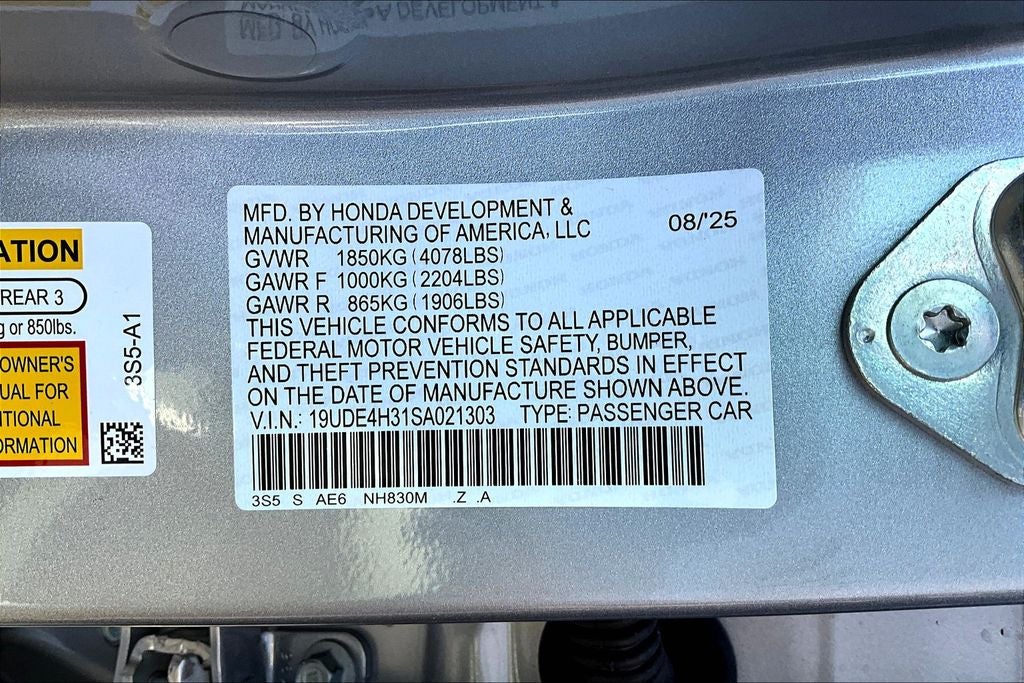 MFD. BY HONDA DEVELOPMENT &
MANUFACTURING OF AMERICA, LLC
08/'25
GVWR 1850KG (4078LBS)
GAWR F 1000KG (2204LBS)
GAWR R 865KG (1906LBS)
THIS VEHICLE CONFORMS TO ALL APPLICABLE
FEDERAL MOTOR VEHICLE SAFETY, BUMPER,
AND THEFT PREVENTION STANDARDS IN EFFECT
ON THE DATE OF MANUFACTURE SHOWN ABOVE.
V.I.N.: 19UDE4H31SA021303 TYPE: PASSENGER CAR
3S5 S AE6 NH830M .Z .A
ATION
REAR 3
g or 850lbs.
OWNER'S
UAL FOR
ITIONAL
ORMATION
3S5-A1